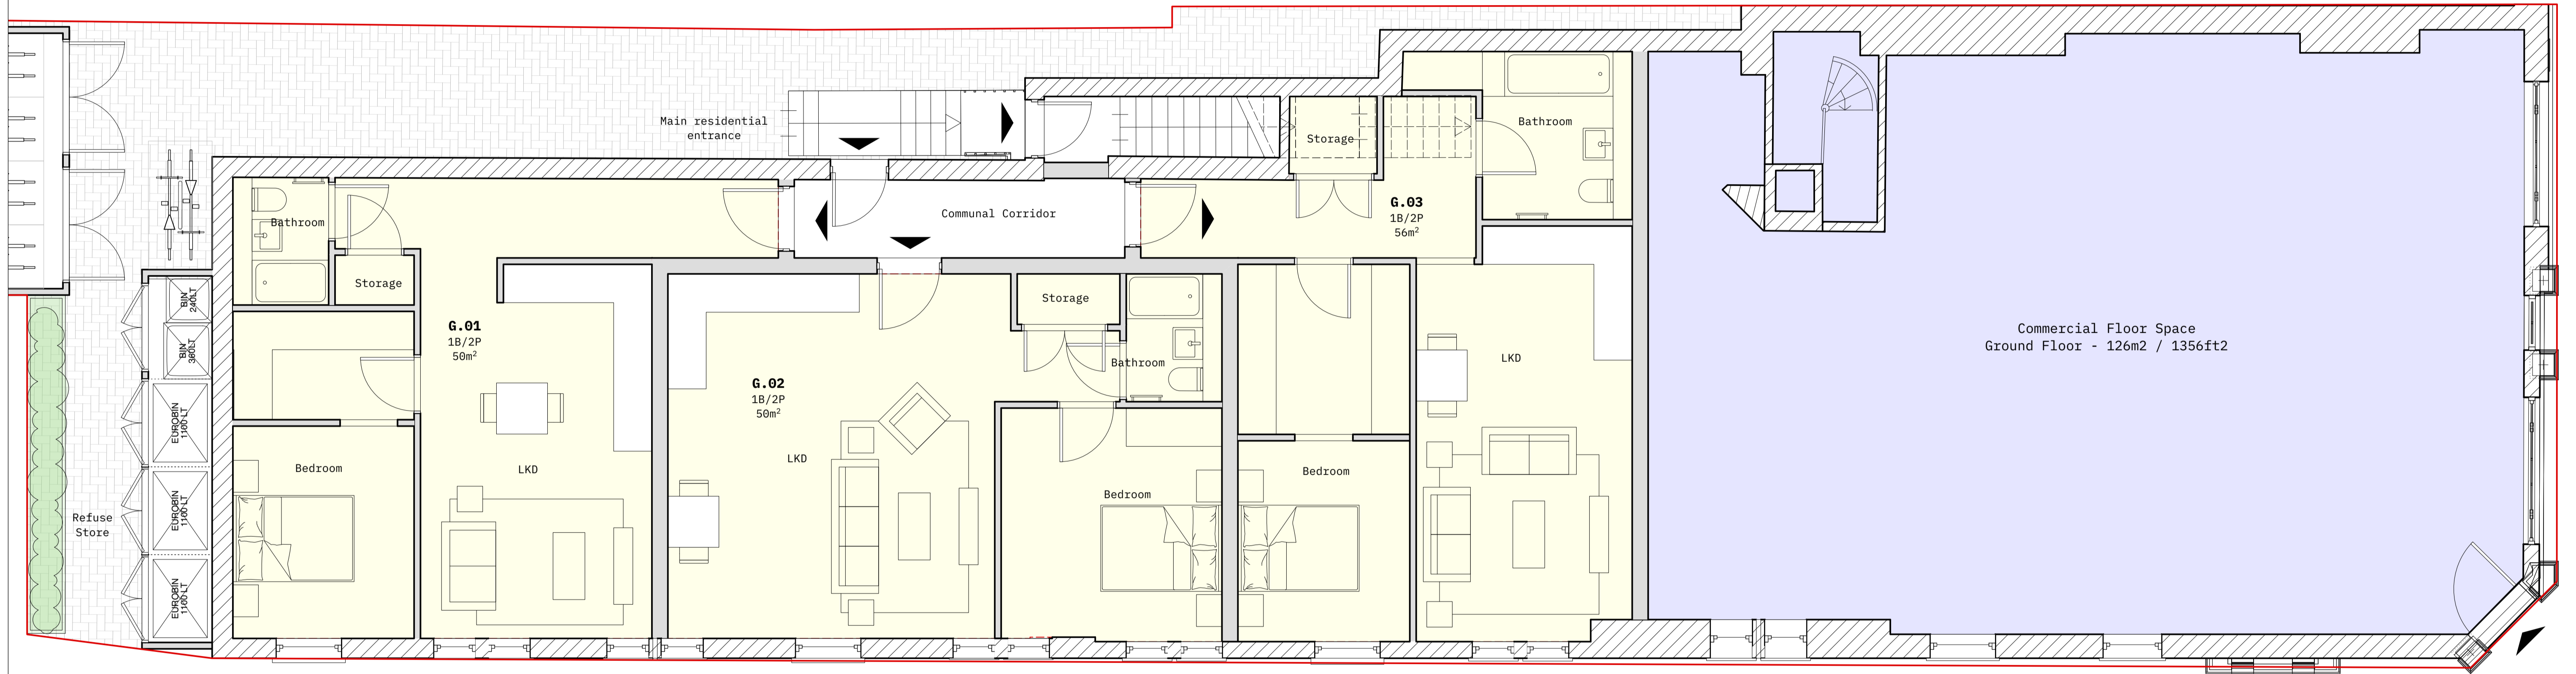 Main residential
entrance
Storage
Bathroom
Communal Corridor
G.03
1B/2P
56m²
Bathroom
Storage
BIN
240LT
BIN
360LT
Storage
G.01
1B/2P
50m²
Commercial Floor Space
Ground Floor - 126m2 / 1356ft2
LKD
Bathroom
G.02
1B/2P
50m²
EUROBIN
1100 LT
LKD
Bedroom
LKD
Bedroom
Bedroom
Refuse
Store
EUROBIN
1100 LT
EUROBIN
1100 LT